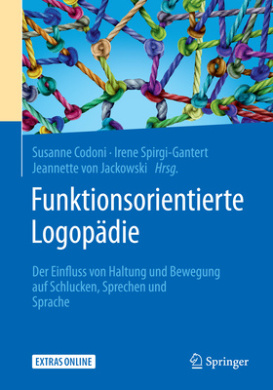 Susanne Codoni · Irene Spirgi-Gantert
Jeannette von Jackowski Hrsg.
Funktionsorientierte
Logopädie
Der Einfluss von Haltung und Bewegung
auf Schlucken, Sprechen und
Sprache
EXTRAS ONLINE
Springer